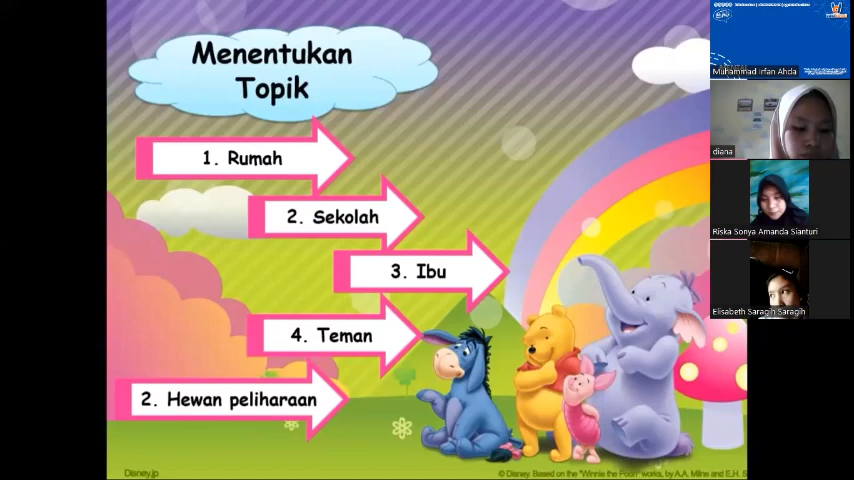 Menentukan
Topik
1. Rumah
2. Sekolah
3. Ibu
4. Teman
2. Hewan peliharaan
Disney.jp
© Disney. Based on the "Winnie the Pooh" works, by A.A. Milne and E.H. S
Muhammad Irfan Ahda
diana
Riska Sonya Amanda Sianturi
Elisabeth Saragih Saragih